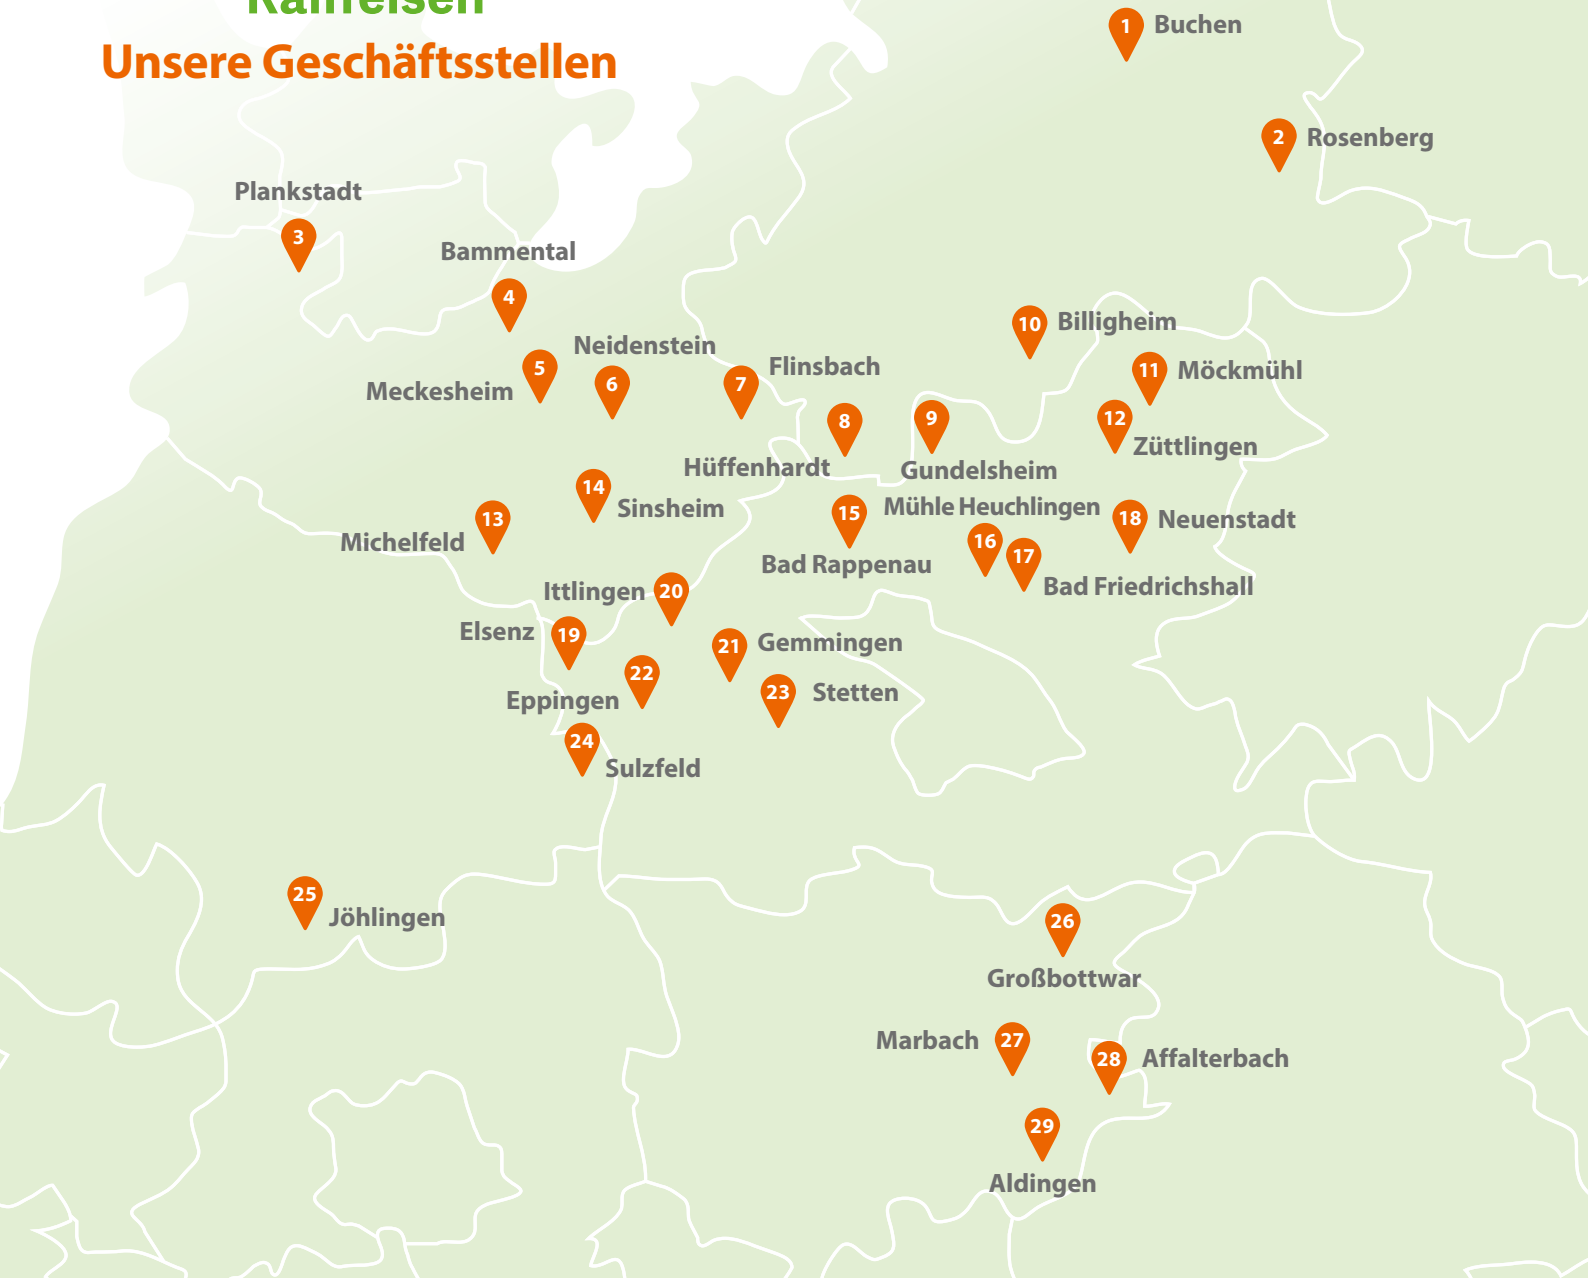 Raiffeisen
Unsere Geschäftsstellen
1 Buchen
2 Rosenberg
Plankstadt
3
Bammental
4
10 Billigheim
Neidenstein
5
Meckesheim
6
7 Flinsbach
11 Möckmühl
8
Hüffenhardt
9
Gundelsheim
12
Züttlingen
14
Sinsheim
13
Michelfeld
15
Bad Rappenau
Mühle Heuchlingen
16
17
Bad Friedrichshall
18 Neuenstadt
Ittlingen 20
Elsenz 19
21 Gemmingen
22
Eppingen
23 Stetten
24
Sulzfeld
25
Jöhlingen
26
Großbottwar
Marbach 27
28 Affalterbach
29
Aldingen